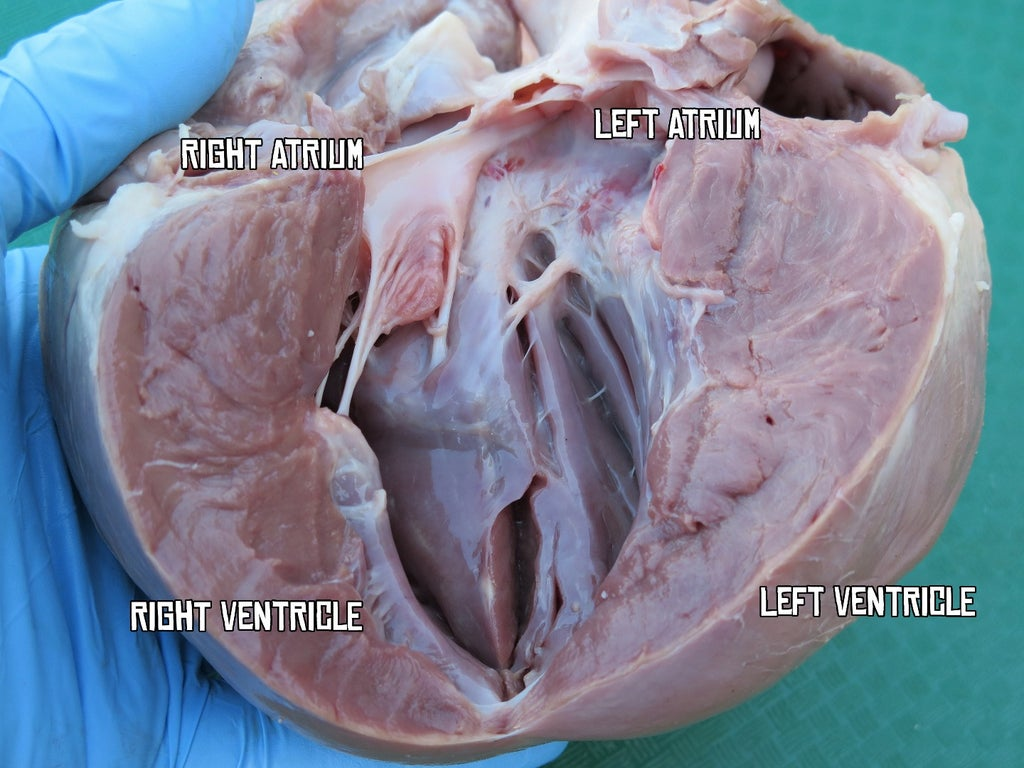 LEFT ATRIUM
RIGHT ATRIUM
RIGHT VENTRICLE
LEFT VENTRICLE